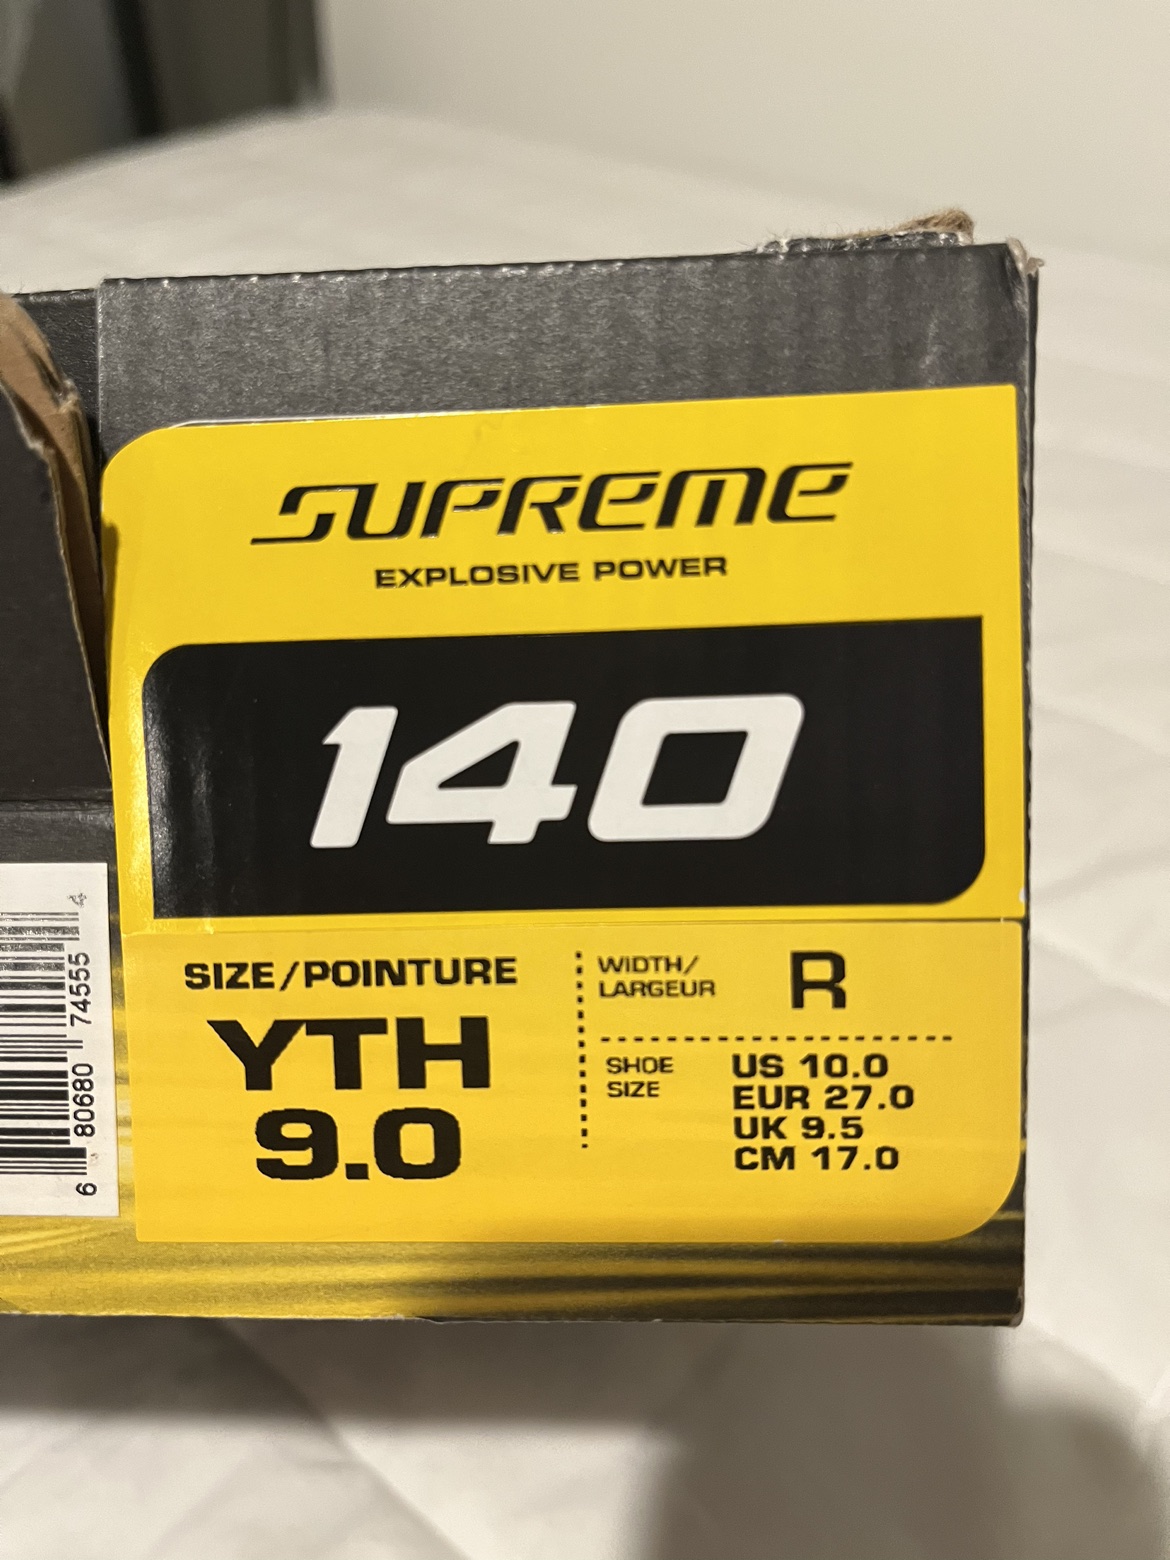 SUPREME
EXPLOSIVE POWER
140
SIZE/POINTURE
YTH
9.0
WIDTH/
LARGEUR
R
SHOE
SIZE
US 10.0
EUR 27.0
UK 9.5
CM 17.0
6 80680 74555 4